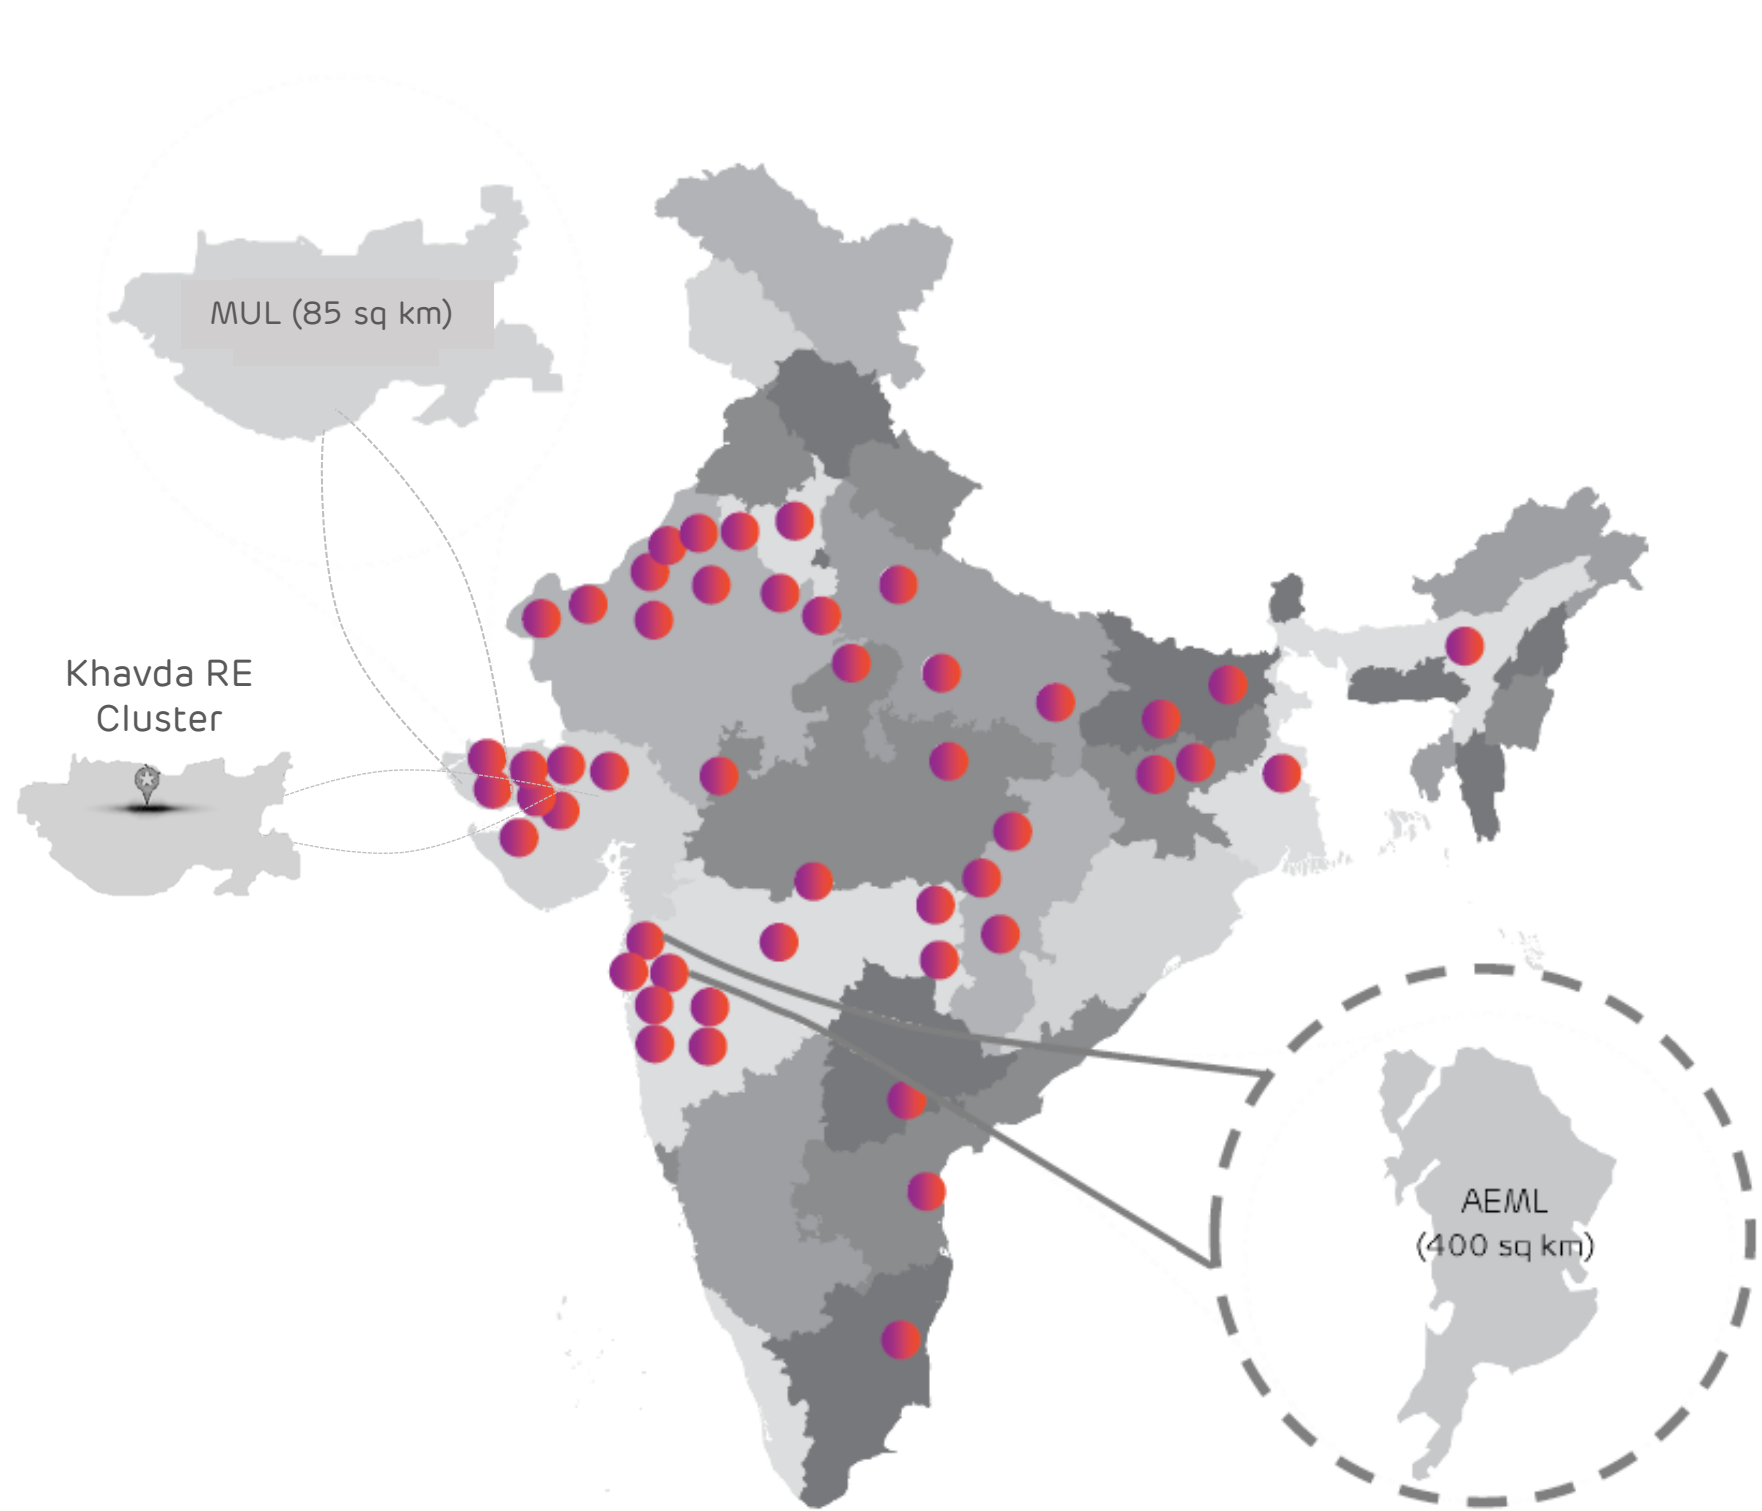 MUL (85 sq km)
Khavda RE
Cluster
AEML
(400 sq km)